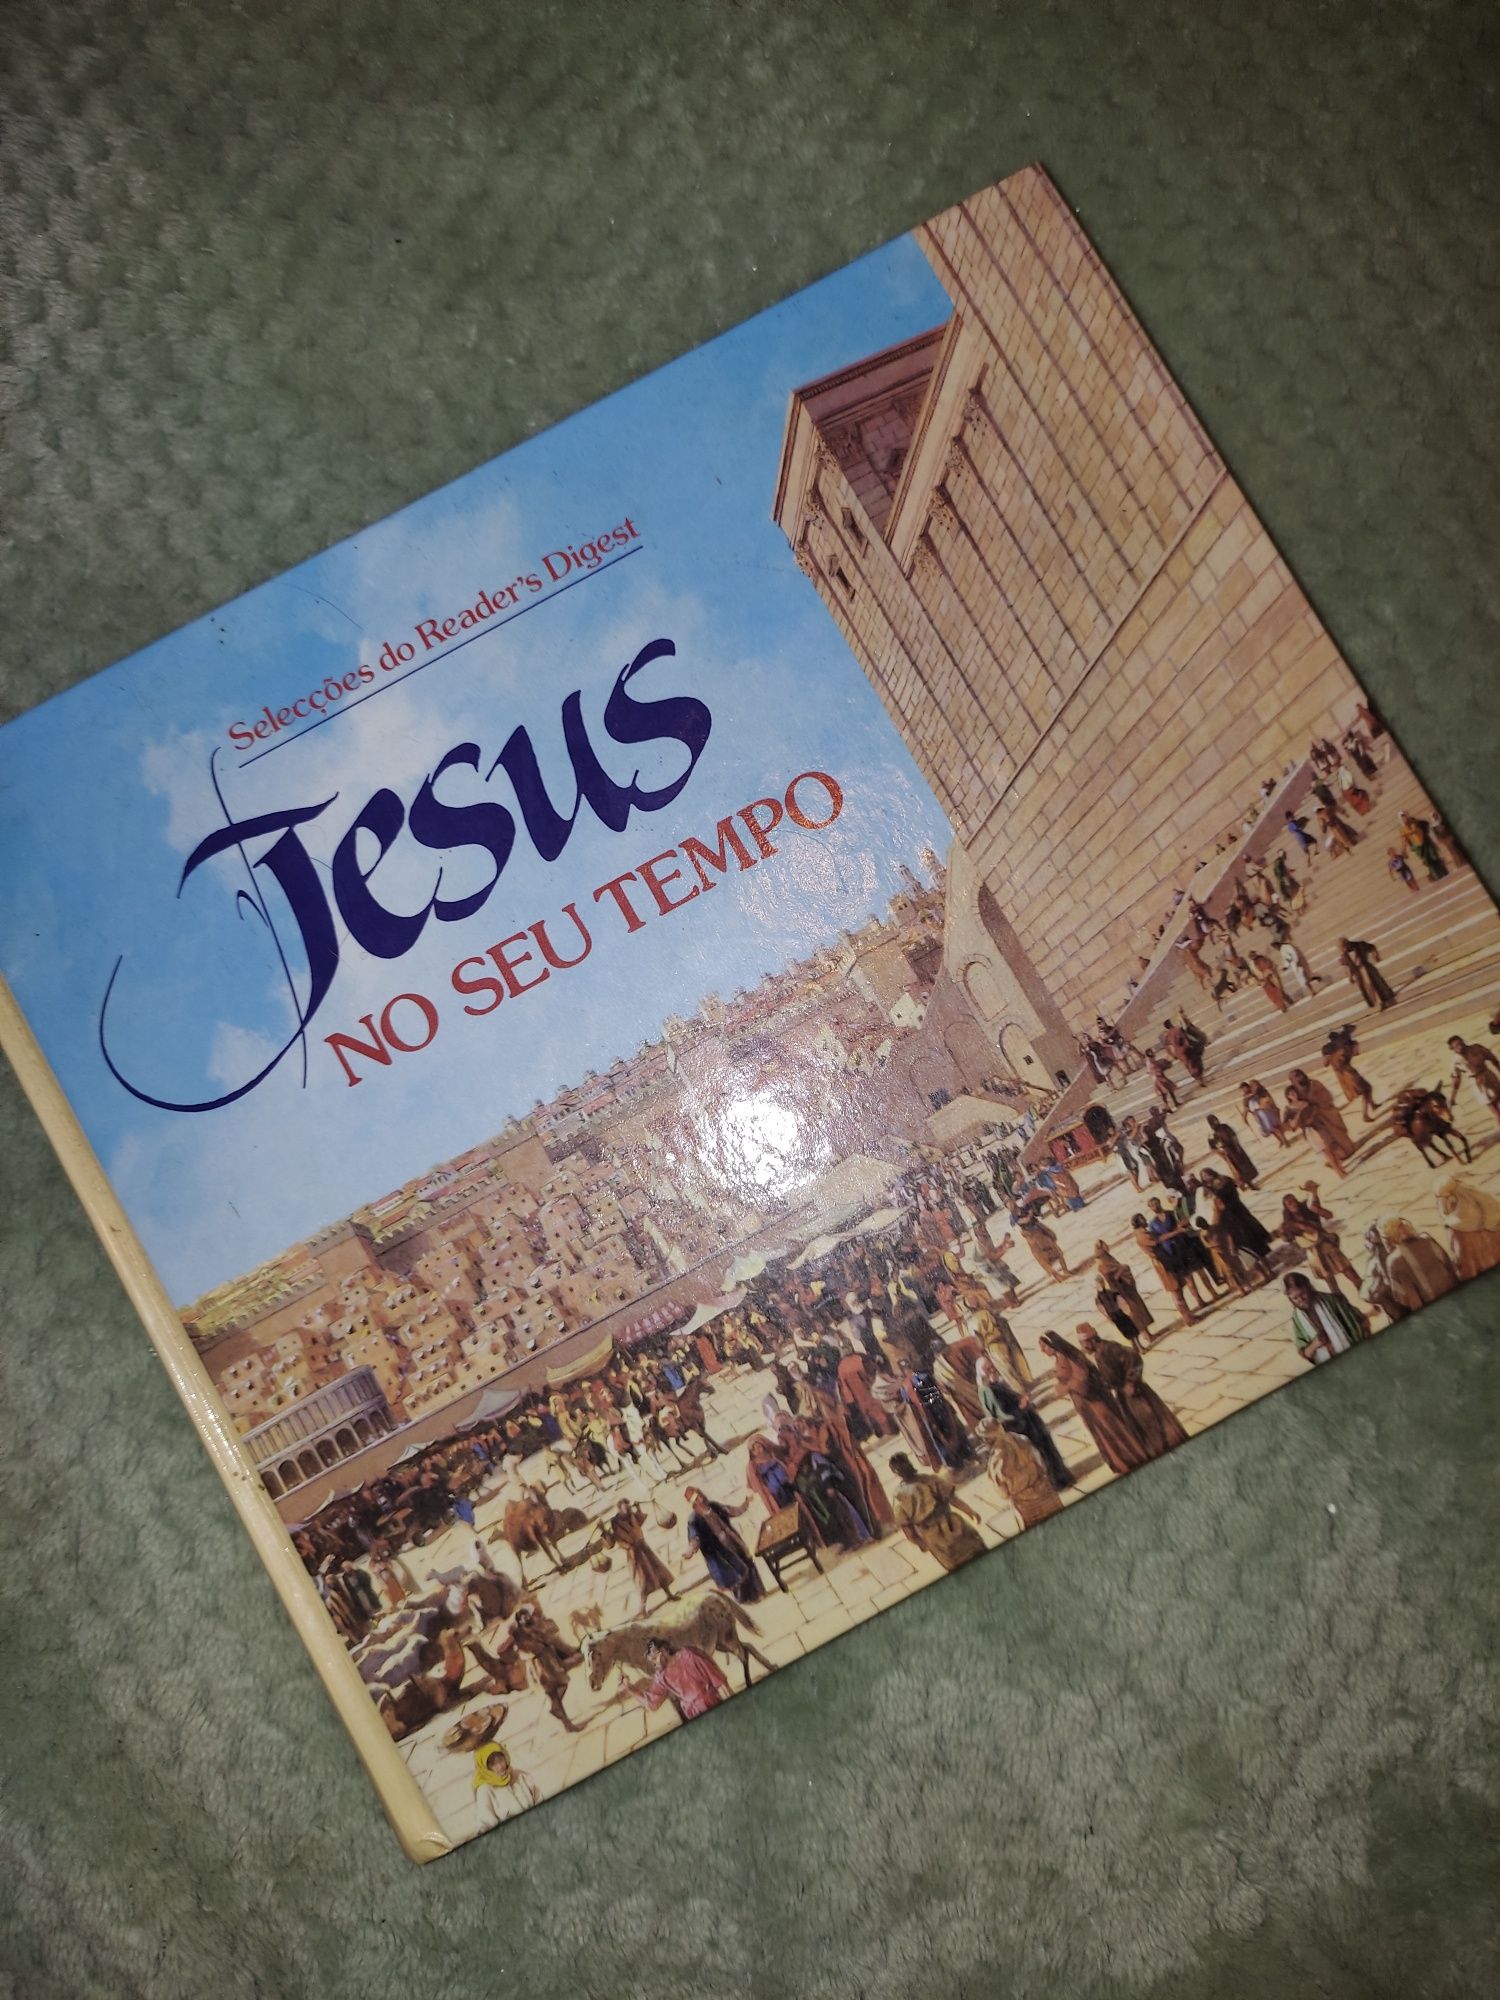 Selecções do Reader's Digest
Jesus
NO SEU TEMPO